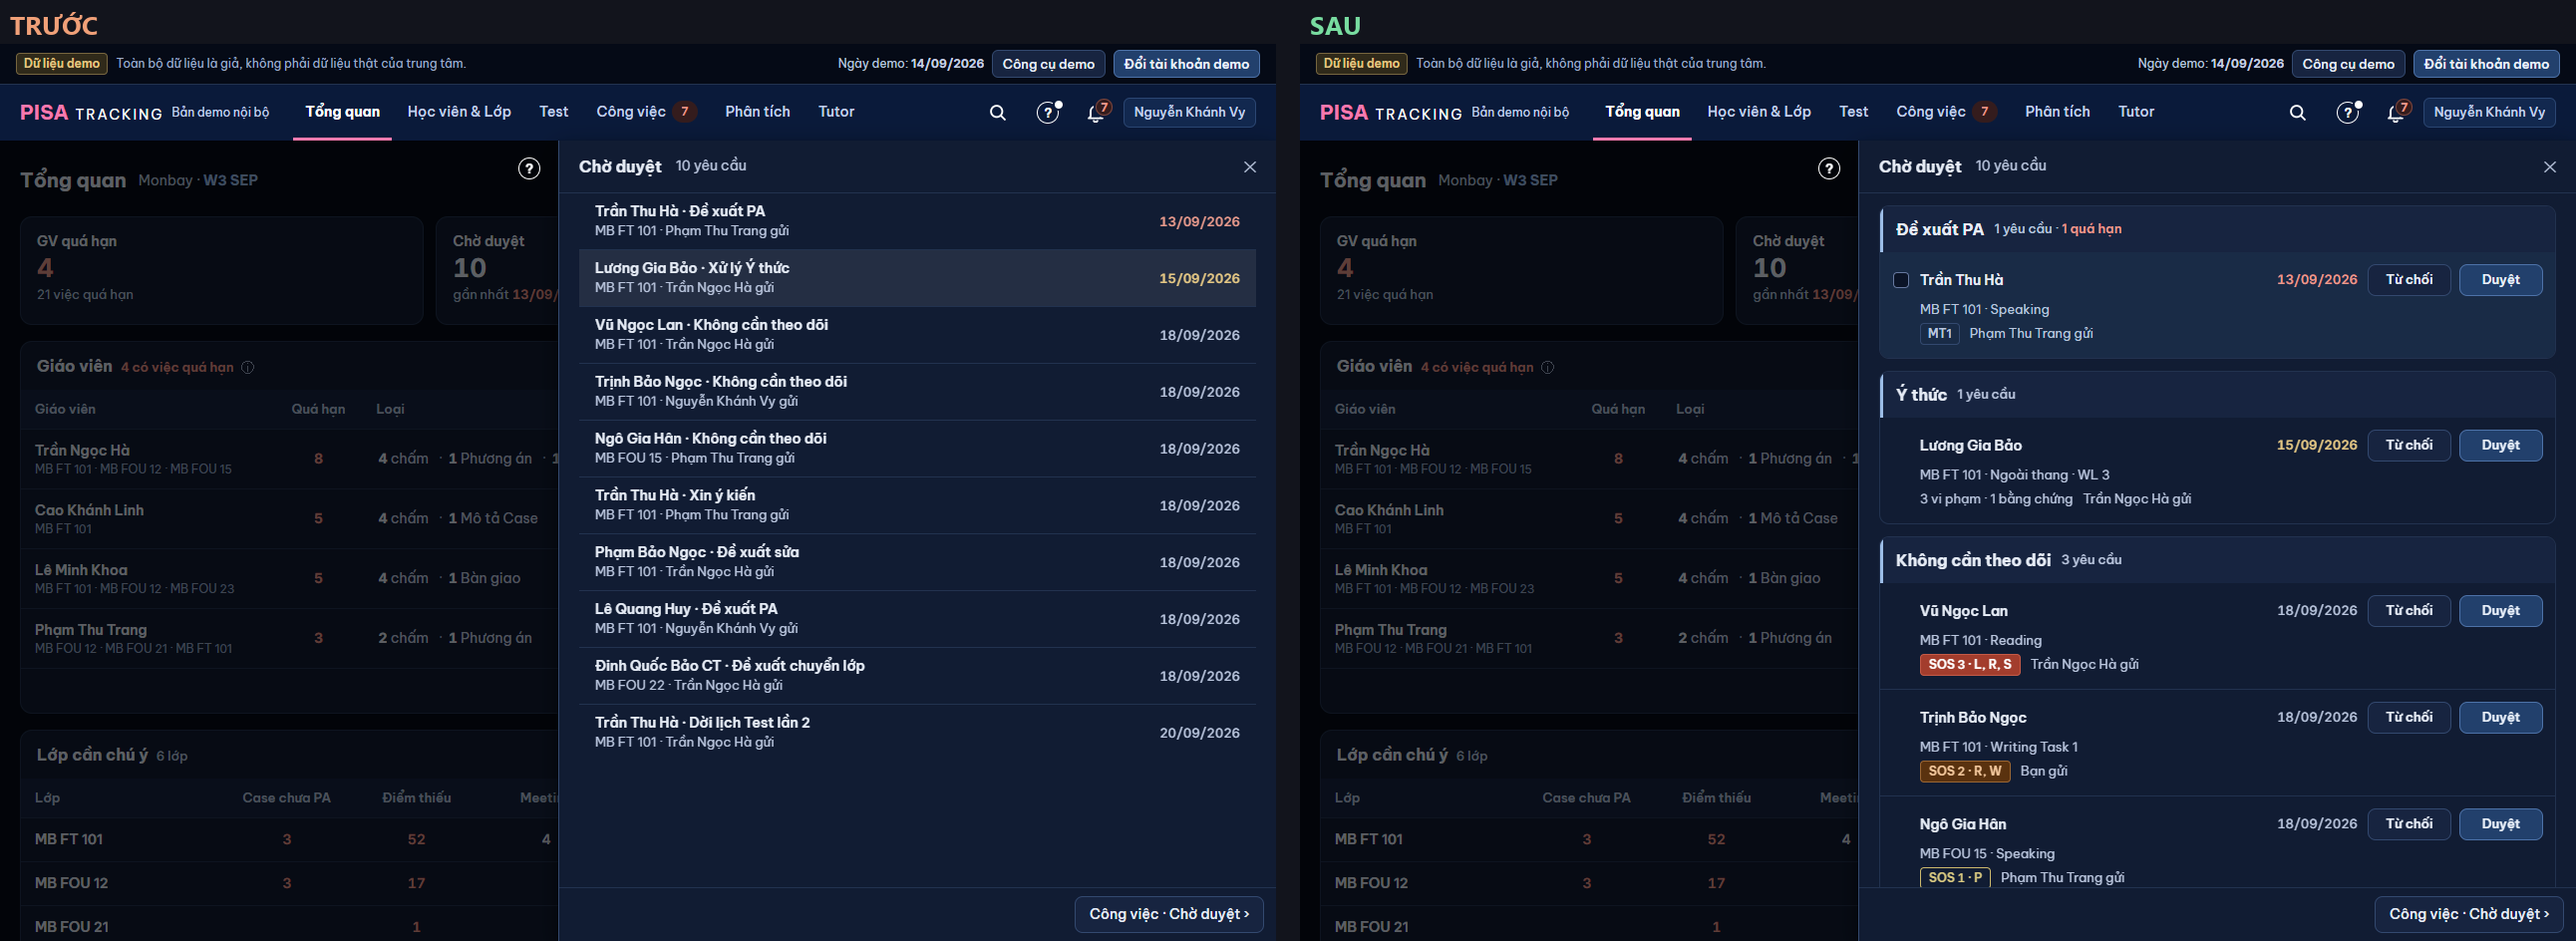 TRƯỚC
Dữ liệu demo Toàn bộ dữ liệu là giả, không phải dữ liệu thật của trung tâm. Ngày demo: 14/09/2026 Công cụ demo Đổi tài khoản demo
PISA TRACKING Bản demo nội bộ Tổng quan Học viên & Lớp Test Công việc 7 Phân tích Tutor ? 7 Nguyễn Khánh Vy
Tổng quan Monbay · W3 SEP ?
GV quá hạn
4
21 việc quá hạn
Chờ duyệt
10
gần nhất 13/09/
Giáo viên 4 có việc quá hạn
Giáo viên Quá hạn Loại
Trần Ngọc Hà
MB FT 101 · MB FOU 12 · MB FOU 15
8 4 chấm · 1 Phương án · 1
Cao Khánh Linh
MB FT 101
5 4 chấm · 1 Mô tả Case
Lê Minh Khoa
MB FT 101 · MB FOU 12 · MB FOU 23
5 4 chấm · 1 Bàn giao
Phạm Thu Trang
MB FOU 12 · MB FOU 21 · MB FT 101
3 2 chấm · 1 Phương án
Lớp cần chú ý 6 lớp
Lớp Case chưa PA Điểm thiếu Meeti
MB FT 101 3 52 4
MB FOU 12 3 17
MB FOU 21 1
Chờ duyệt 10 yêu cầu
Trần Thu Hà · Đề xuất PA
MB FT 101 · Phạm Thu Trang gửi
13/09/2026
Lương Gia Bảo · Xử lý Ý thức
MB FT 101 · Trần Ngọc Hà gửi
15/09/2026
Vũ Ngọc Lan · Không cần theo dõi
MB FT 101 · Trần Ngọc Hà gửi
18/09/2026
Trịnh Bảo Ngọc · Không cần theo dõi
MB FT 101 · Nguyễn Khánh Vy gửi
18/09/2026
Ngô Gia Hân · Không cần theo dõi
MB FOU 15 · Phạm Thu Trang gửi
18/09/2026
Trần Thu Hà · Xin ý kiến
MB FT 101 · Phạm Thu Trang gửi
18/09/2026
Phạm Bảo Ngọc · Đề xuất sửa
MB FT 101 · Trần Ngọc Hà gửi
18/09/2026
Lê Quang Huy · Đề xuất PA
MB FT 101 · Nguyễn Khánh Vy gửi
18/09/2026
Đinh Quốc Bảo CT · Đề xuất chuyển lớp
MB FOU 22 · Trần Ngọc Hà gửi
18/09/2026
Trần Thu Hà · Dời lịch Test lần 2
MB FT 101 · Trần Ngọc Hà gửi
20/09/2026
Công việc · Chờ duyệt ›
SAU
Dữ liệu demo Toàn bộ dữ liệu là giả, không phải dữ liệu thật của trung tâm. Ngày demo: 14/09/2026 Công cụ demo Đổi tài khoản demo
PISA TRACKING Bản demo nội bộ Tổng quan Học viên & Lớp Test Công việc 7 Phân tích Tutor ? 7 Nguyễn Khánh Vy
Tổng quan Monbay · W3 SEP ?
GV quá hạn
4
21 việc quá hạn
Chờ duyệt
10
gần nhất 13/09/
Giáo viên 4 có việc quá hạn
Giáo viên Quá hạn Loại
Trần Ngọc Hà
MB FT 101 · MB FOU 12 · MB FOU 15
8 4 chấm · 1 Phương án · 1
Cao Khánh Linh
MB FT 101
5 4 chấm · 1 Mô tả Case
Lê Minh Khoa
MB FT 101 · MB FOU 12 · MB FOU 23
5 4 chấm · 1 Bàn giao
Phạm Thu Trang
MB FOU 12 · MB FOU 21 · MB FT 101
3 2 chấm · 1 Phương án
Lớp cần chú ý 6 lớp
Lớp Case chưa PA Điểm thiếu Meeti
MB FT 101 3 52 4
MB FOU 12 3 17
MB FOU 21 1
Chờ duyệt 10 yêu cầu
Đề xuất PA 1 yêu cầu · 1 quá hạn
Trần Thu Hà 13/09/2026 Từ chối Duyệt
MB FT 101 · Speaking
MT1 Phạm Thu Trang gửi
Ý thức 1 yêu cầu
Lương Gia Bảo 15/09/2026 Từ chối Duyệt
MB FT 101 · Ngoài thang · WL 3
3 vi phạm · 1 bằng chứng Trần Ngọc Hà gửi
Không cần theo dõi 3 yêu cầu
Vũ Ngọc Lan 18/09/2026 Từ chối Duyệt
MB FT 101 · Reading
SOS 3 · L, R, S Trần Ngọc Hà gửi
Trịnh Bảo Ngọc 18/09/2026 Từ chối Duyệt
MB FT 101 · Writing Task 1
SOS 2 · R, W Bạn gửi
Ngô Gia Hân 18/09/2026 Từ chối Duyệt
MB FOU 15 · Speaking
SOS 1 · P Phạm Thu Trang gửi
Công việc · Chờ duyệt ›